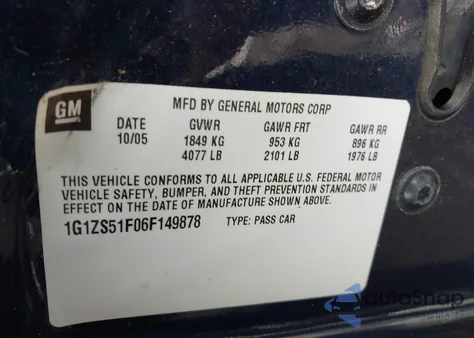 GM
MFD BY GENERAL MOTORS CORP
DATE GVWR GAWR FRT GAWR RR
10/05 1849 KG 953 KG 896 KG
4077 LB 2101 LB 1976 LB
THIS VEHICLE CONFORMS TO ALL APPLICABLE U.S. FEDERAL MOTOR
VEHICLE SAFETY, BUMPER, AND THEFT PREVENTION STANDARDS IN
EFFECT ON THE DATE OF MANUFACTURE SHOWN ABOVE.
1G1ZS51F06F149878 TYPE: PASS CAR
AutoSnap